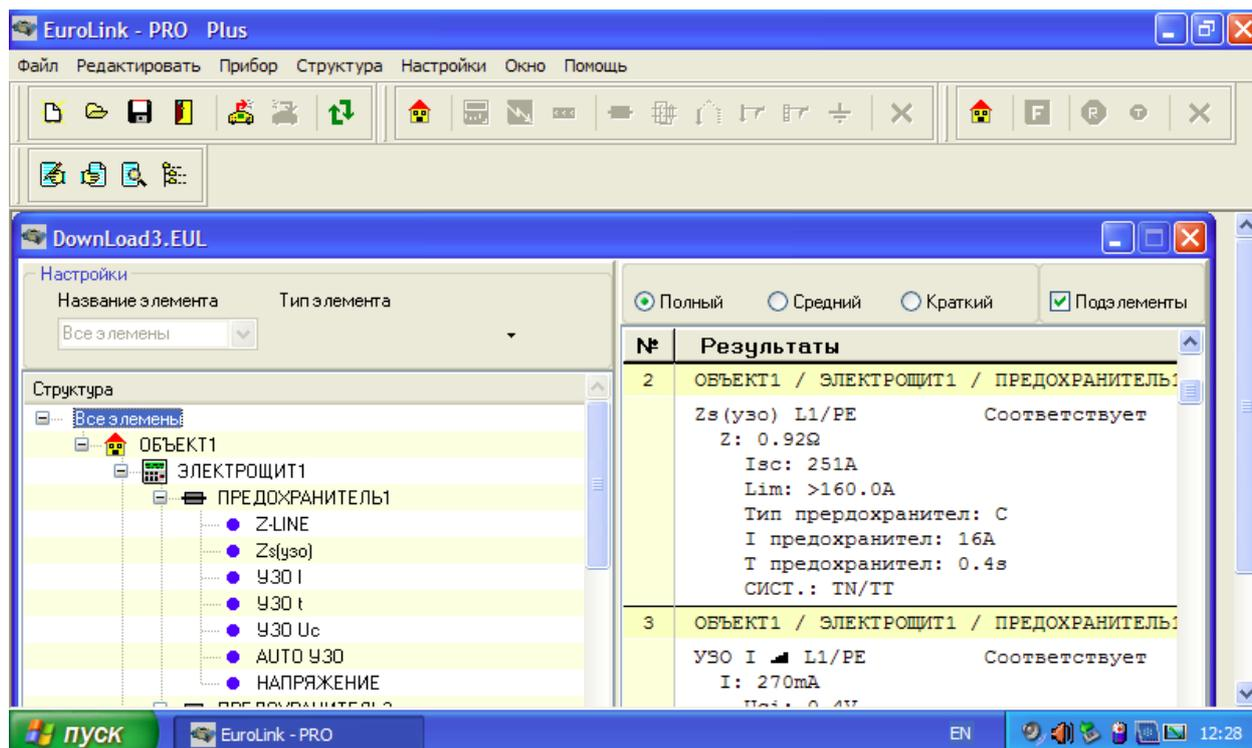 EuroLink - PRO Plus
Файл Редактировать Прибор Структура Настройки Окно Помощь
F R T
DownLoad3.EUL
Настройки
Название элемента Тип элемента
Все элемены
Полный Средний Краткий Подэлементы
№ Результаты
Структура
Все элемены
ОБЪЕКТ1
ЭЛЕКТРОЩИТ1
ПРЕДОХРАНИТЕЛЬ1
Z-LINE
Zs(узо)
УЗО I
УЗО t
УЗО Uc
AUTO УЗО
НАПРЯЖЕНИЕ
2 ОБЪЕКТ1 / ЭЛЕКТРОЩИТ1 / ПРЕДОХРАНИТЕЛЬ1
Zs(узо) L1/PE Соответствует
Z: 0.92Ω
Isc: 251A
Lim: >160.0A
Тип прердохранител: C
I предохранител: 16A
T предохранител: 0.4s
СИСТ.: TN/TT
3 ОБЪЕКТ1 / ЭЛЕКТРОЩИТ1 / ПРЕДОХРАНИТЕЛЬ1
УЗО I L1/PE Соответствует
I: 270mA
пуск EuroLink - PRO EN 12:28